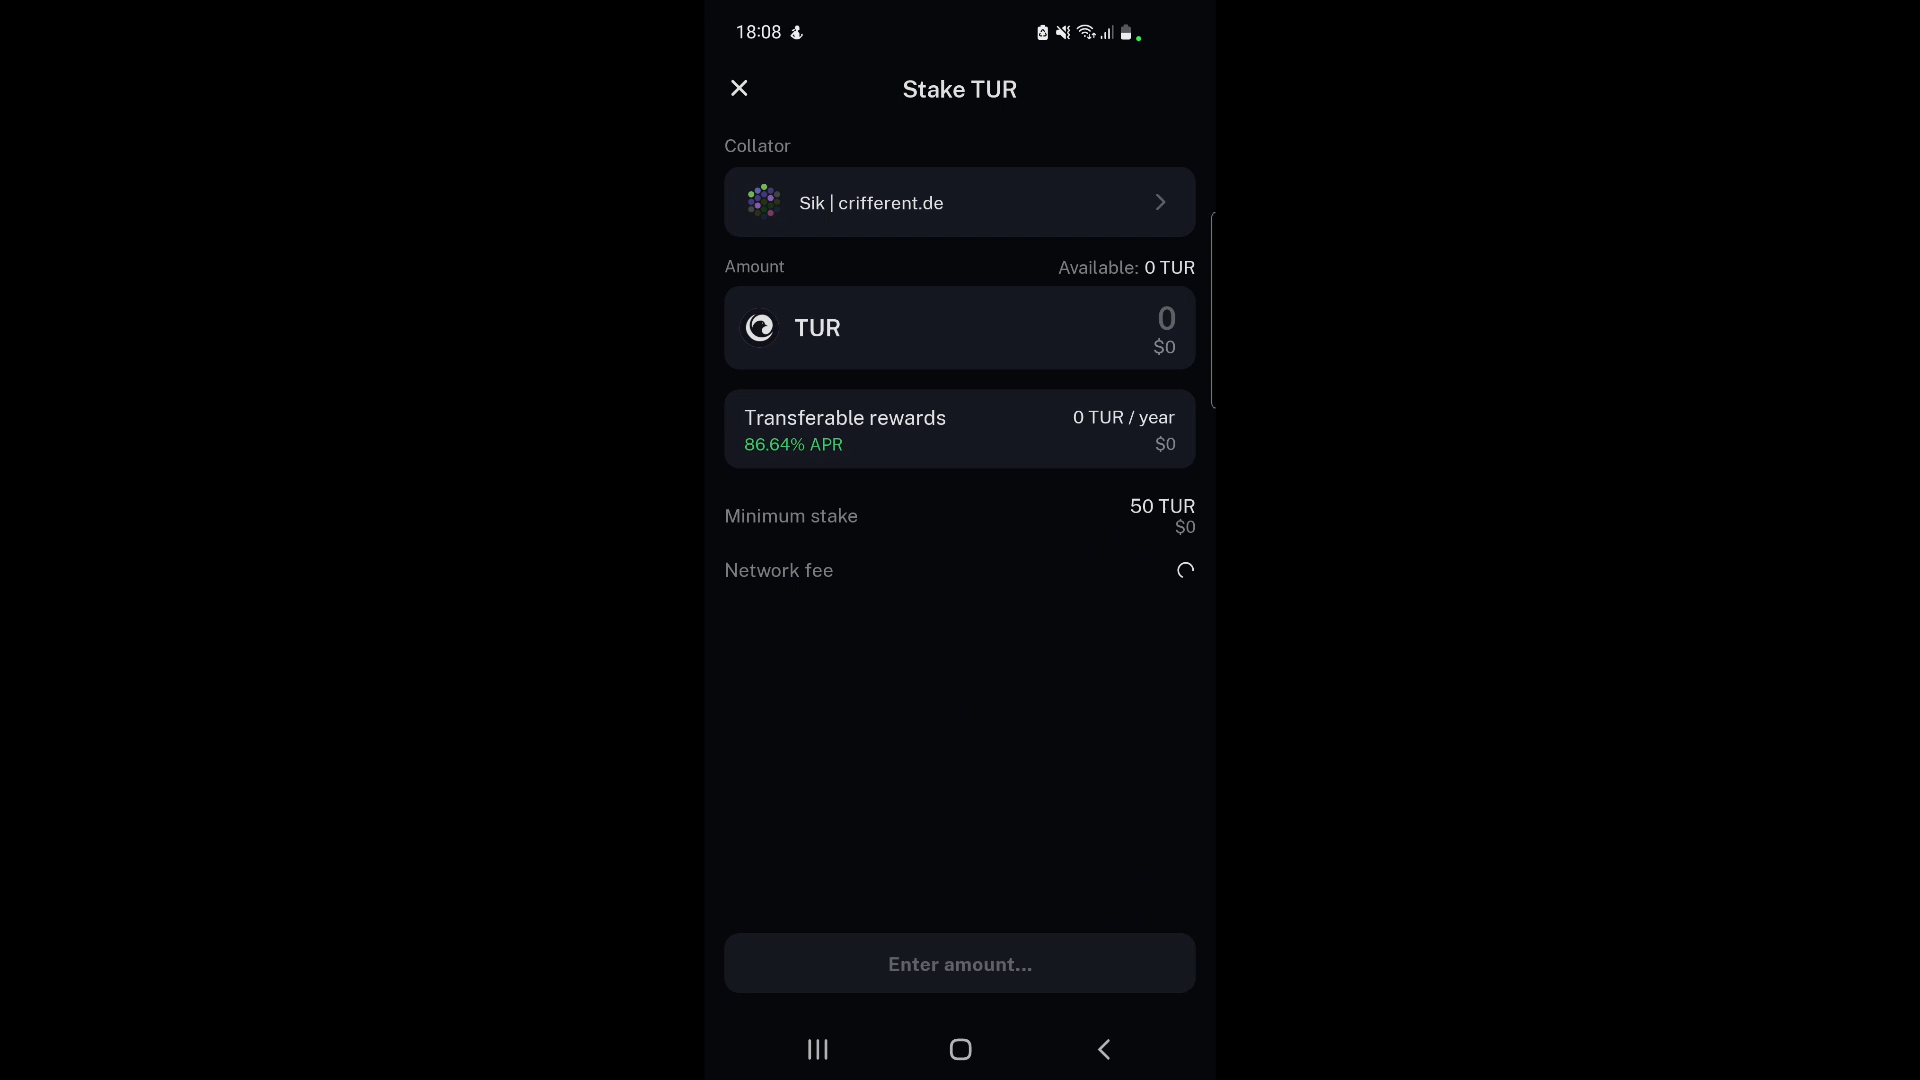 18:08
Stake TUR
Collator
Sik | crifferent.de
Amount
Available: 0 TUR
TUR
0
$0
Transferable rewards
0 TUR / year
86.64% APR
$0
Minimum stake
50 TUR
$0
Network fee
Enter amount...